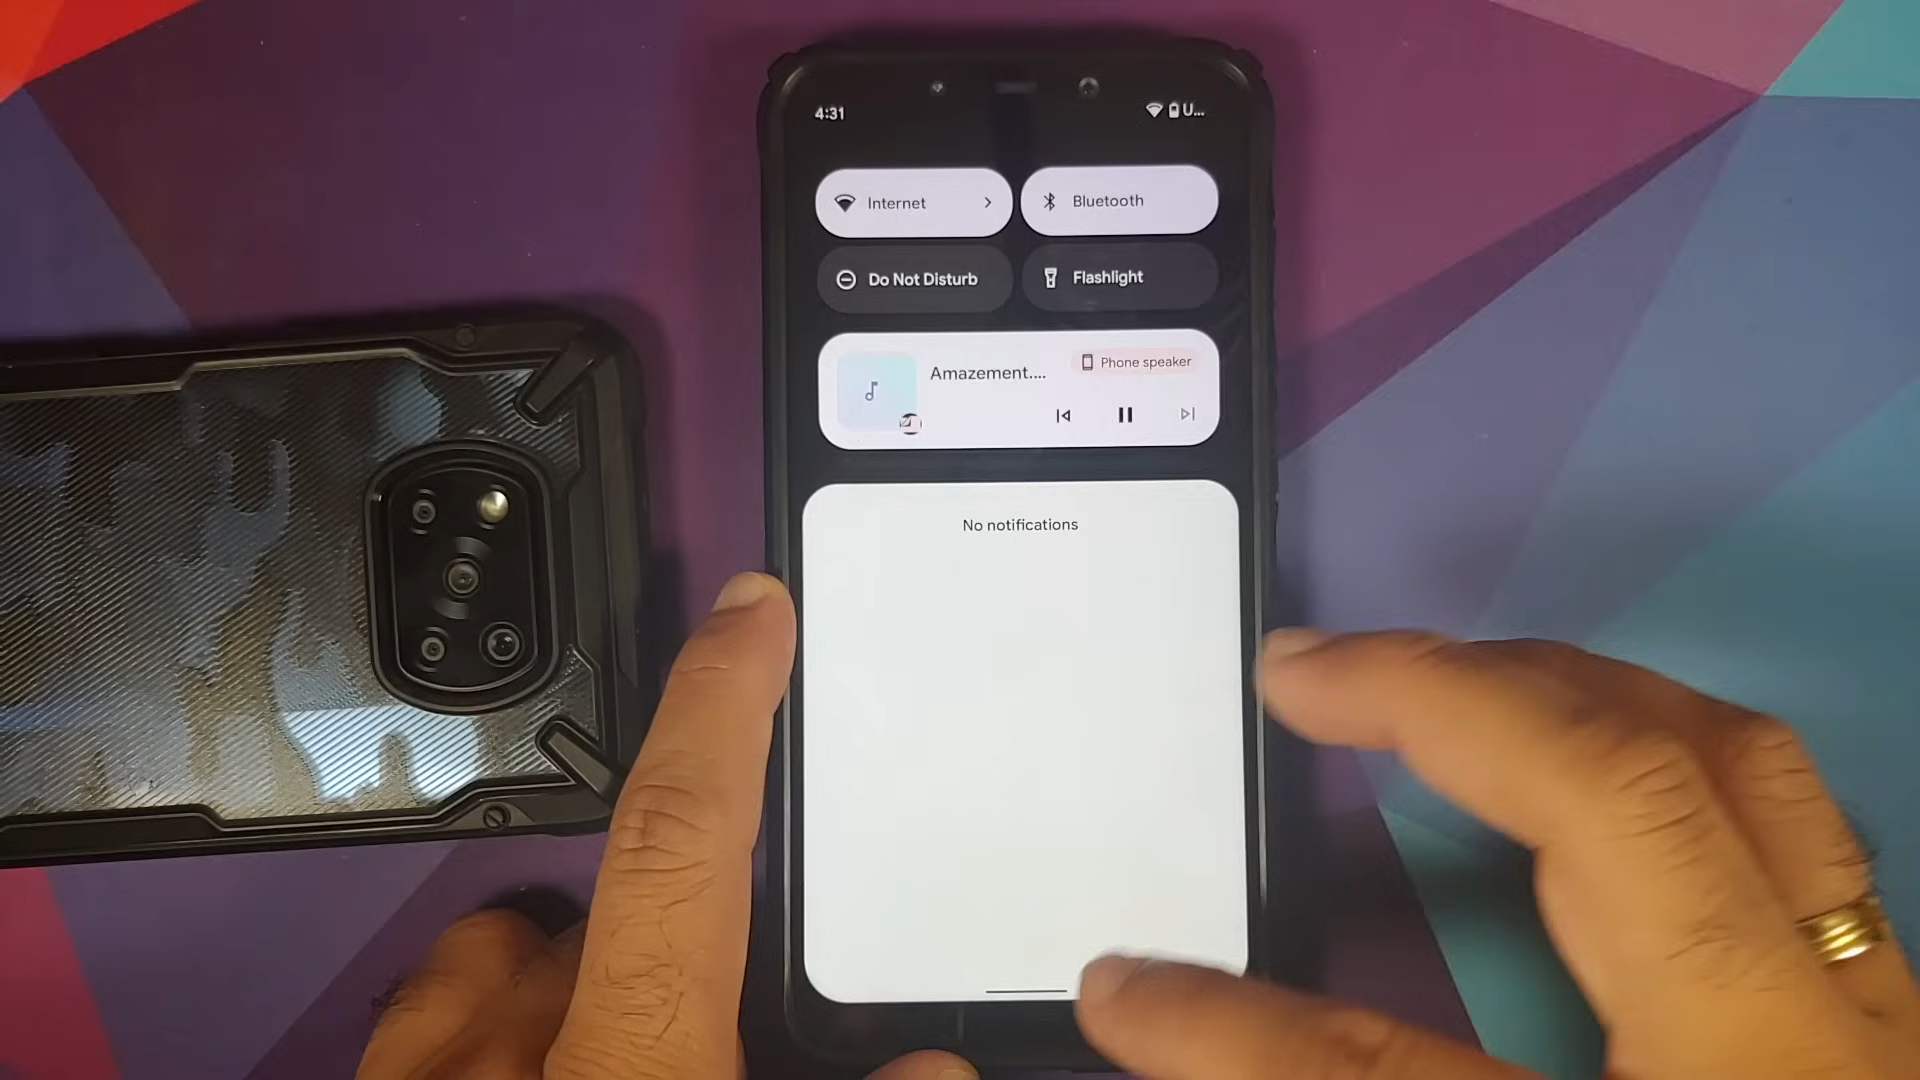 4:31
U...
Internet
Bluetooth
Do Not Disturb
Flashlight
Amazement....
Phone speaker
No notifications